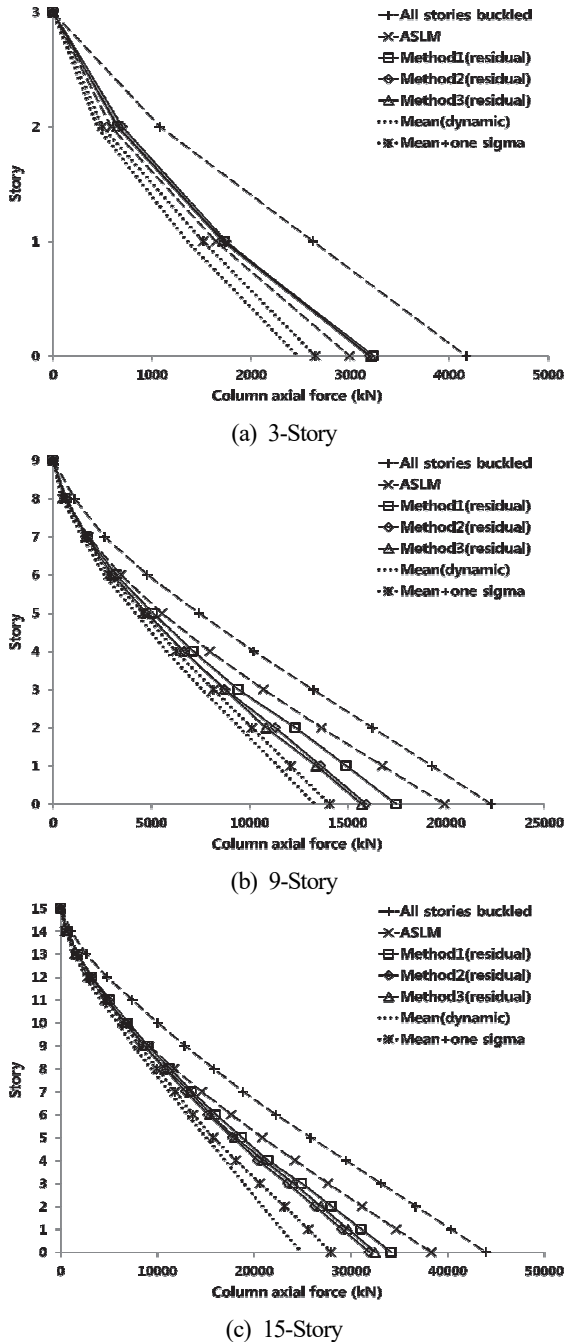 3
2
1
0
Story
0
1000
2000
3000
4000
5000
Column axial force (kN)
All stories buckled
ASLM
Method1(residual)
Method2(residual)
Method3(residual)
Mean(dynamic)
Mean+one sigma
(a) 3-Story
9
8
7
6
5
4
3
2
1
0
Story
0
5000
10000
15000
20000
25000
Column axial force (kN)
All stories buckled
ASLM
Method1(residual)
Method2(residual)
Method3(residual)
Mean(dynamic)
Mean+one sigma
(b) 9-Story
15
14
13
12
11
10
9
8
7
6
5
4
3
2
1
0
Story
0
10000
20000
30000
40000
50000
Column axial force (kN)
All stories buckled
ASLM
Method1(residual)
Method2(residual)
Method3(residual)
Mean(dynamic)
Mean+one sigma
(c) 15-Story